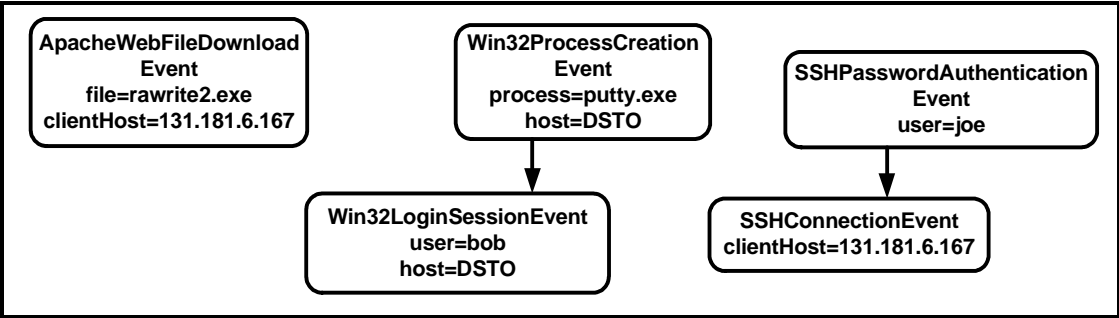 ApacheWebFileDownload
Event
file=rawrite2.exe
clientHost=131.181.6.167
Win32ProcessCreation
Event
process=putty.exe
host=DSTO
SSHPasswordAuthentication
Event
user=joe
Win32LoginSessionEvent
user=bob
host=DSTO
SSHConnectionEvent
clientHost=131.181.6.167